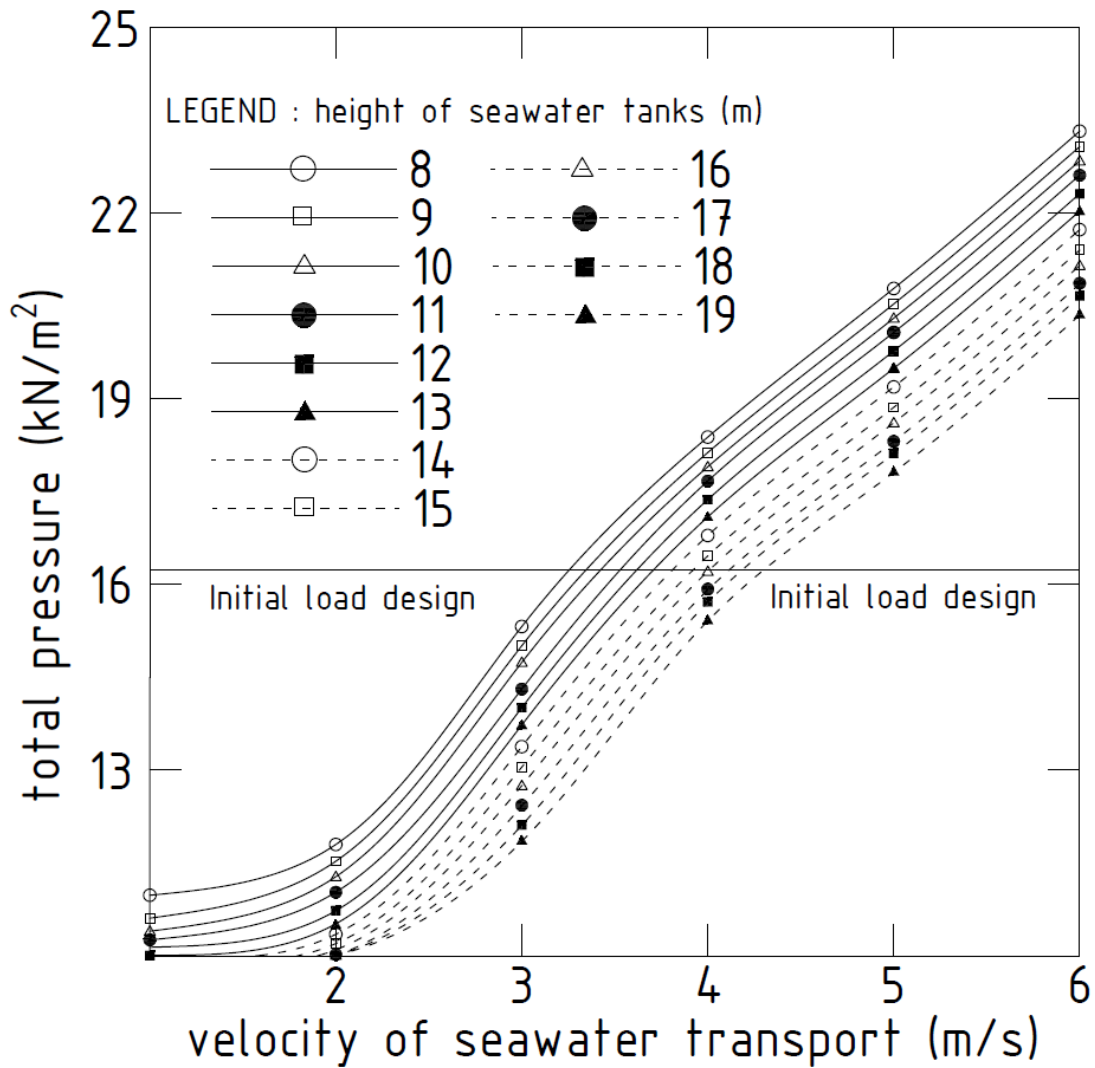 25
LEGEND : height of seawater tanks (m)
8
16
9
17
10
18
11
19
12
13
14
15
22
19
16
13
total pressure (kN/m²)
Initial load design
Initial load design
2 3 4 5 6
velocity of seawater transport (m/s)